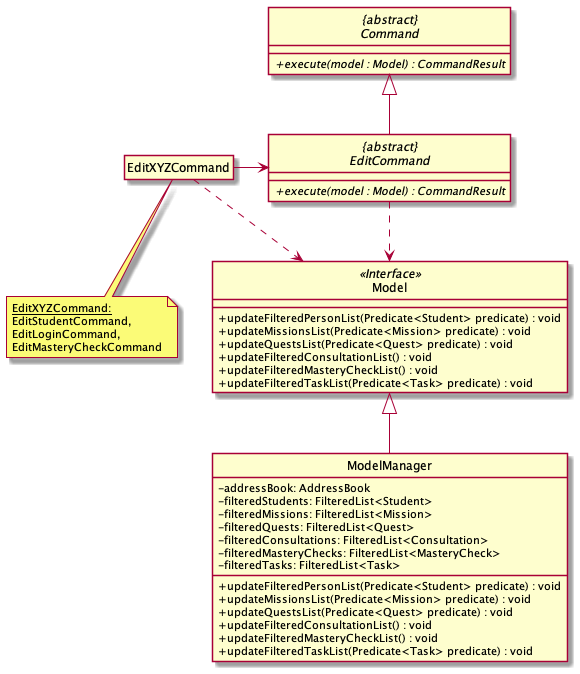 {abstract}
Command
+execute(model : Model) : CommandResult
{abstract}
EditCommand
+execute(model : Model) : CommandResult
EditXYZCommand
EditXYZCommand:
EditStudentCommand,
EditLoginCommand,
EditMasteryCheckCommand
«Interface»
Model
+updateFilteredPersonList(Predicate<Student> predicate) : void
+updateMissionsList(Predicate<Mission> predicate) : void
+updateQuestsList(Predicate<Quest> predicate) : void
+updateFilteredConsultationList() : void
+updateFilteredMasteryCheckList() : void
+updateFilteredTaskList(Predicate<Task> predicate) : void
ModelManager
-addressBook: AddressBook
-filteredStudents: FilteredList<Student>
-filteredMissions: FilteredList<Mission>
-filteredQuests: FilteredList<Quest>
-filteredConsultations: FilteredList<Consultation>
-filteredMasteryChecks: FilteredList<MasteryCheck>
-filteredTasks: FilteredList<Task>
+updateFilteredPersonList(Predicate<Student> predicate) : void
+updateMissionsList(Predicate<Mission> predicate) : void
+updateQuestsList(Predicate<Quest> predicate) : void
+updateFilteredConsultationList() : void
+updateFilteredMasteryCheckList() : void
+updateFilteredTaskList(Predicate<Task> predicate) : void